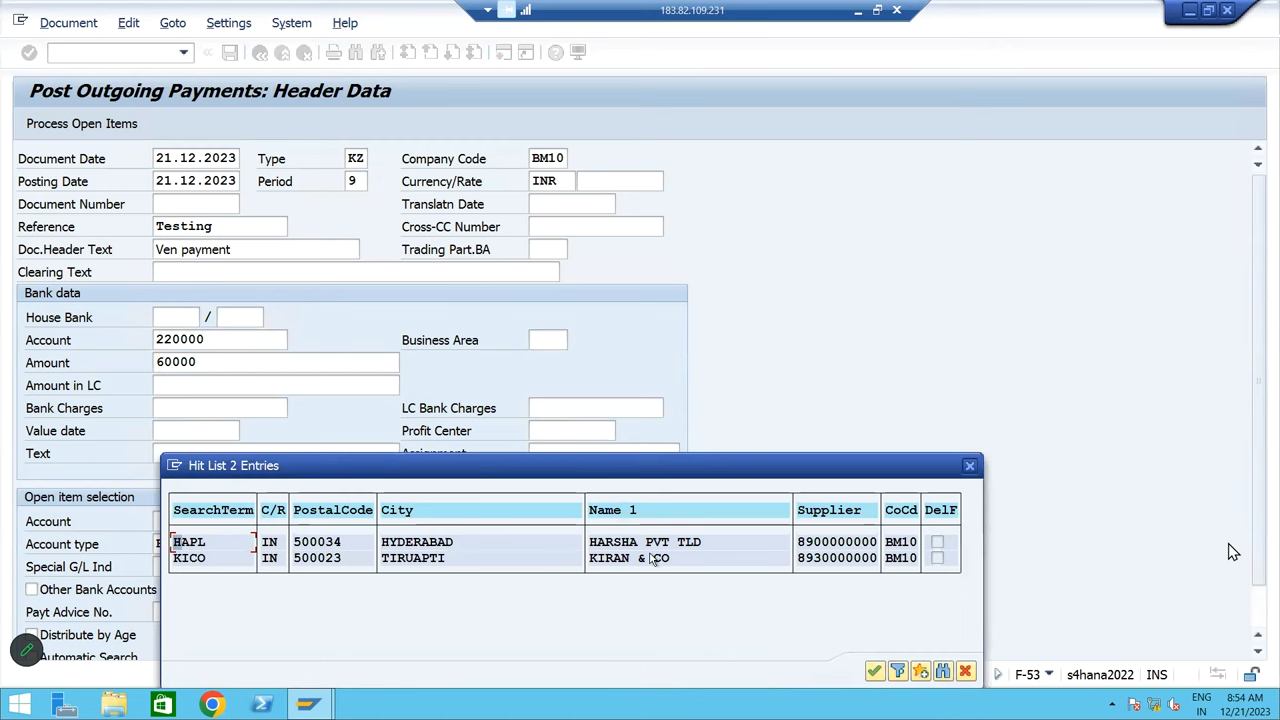 183.82.109.231
Document Edit Goto Settings System Help
Post Outgoing Payments: Header Data
Process Open Items
Document Date 21.12.2023 Type KZ Company Code BM10
Posting Date 21.12.2023 Period 9 Currency/Rate INR
Document Number Translatn Date
Reference Testing Cross-CC Number
Doc.Header Text Ven payment Trading Part.BA
Clearing Text
Bank data
House Bank /
Account 220000 Business Area
Amount 60000
Amount in LC
Bank Charges LC Bank Charges
Value date Profit Center
Text Assignment
Hit List 2 Entries
SearchTerm C/R PostalCode City Name 1 Supplier CoCd DelF
HAPL IN 500034 HYDERABAD HARSHA PVT TLD 8900000000 BM10
KICO IN 500023 TIRUAPTI KIRAN & CO 8930000000 BM10
Open item selection
Account
Account type
Special G/L Ind
Other Bank Accounts
Payt Advice No.
Distribute by Age
Automatic Search
F-53 s4hana2022 INS
ENG 8:54 AM
IN 12/21/2023